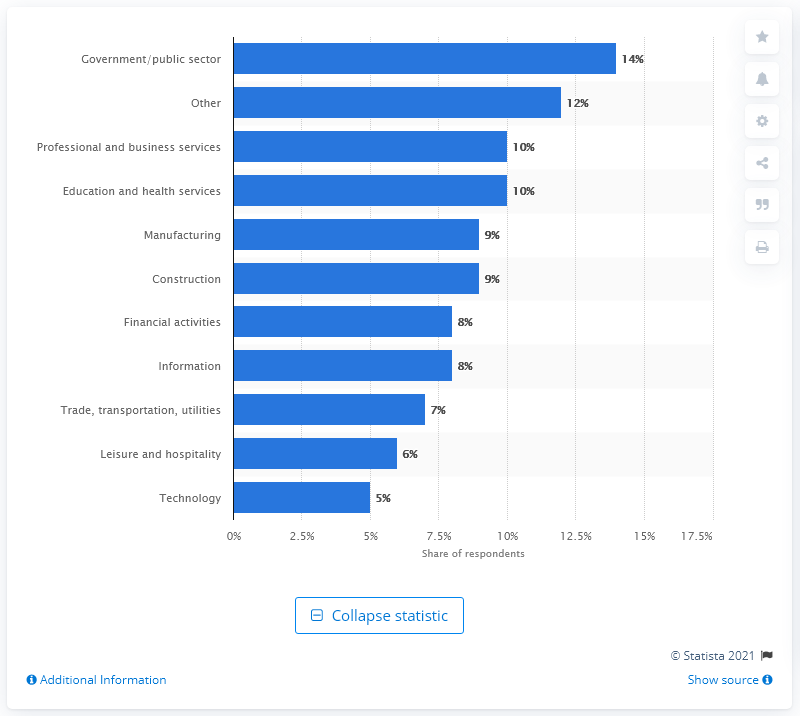 Government/public sector 14%
Other 12%
Professional and business services 10%
Education and health services 10%
Manufacturing 9%
Construction 9%
Financial activities 8%
Information 8%
Trade, transportation, utilities 7%
Leisure and hospitality 6%
Technology 5%
0% 2.5% 5% 7.5% 10% 12.5% 15% 17.5%
Share of respondents
Collapse statistic
© Statista 2021
Additional Information Show source